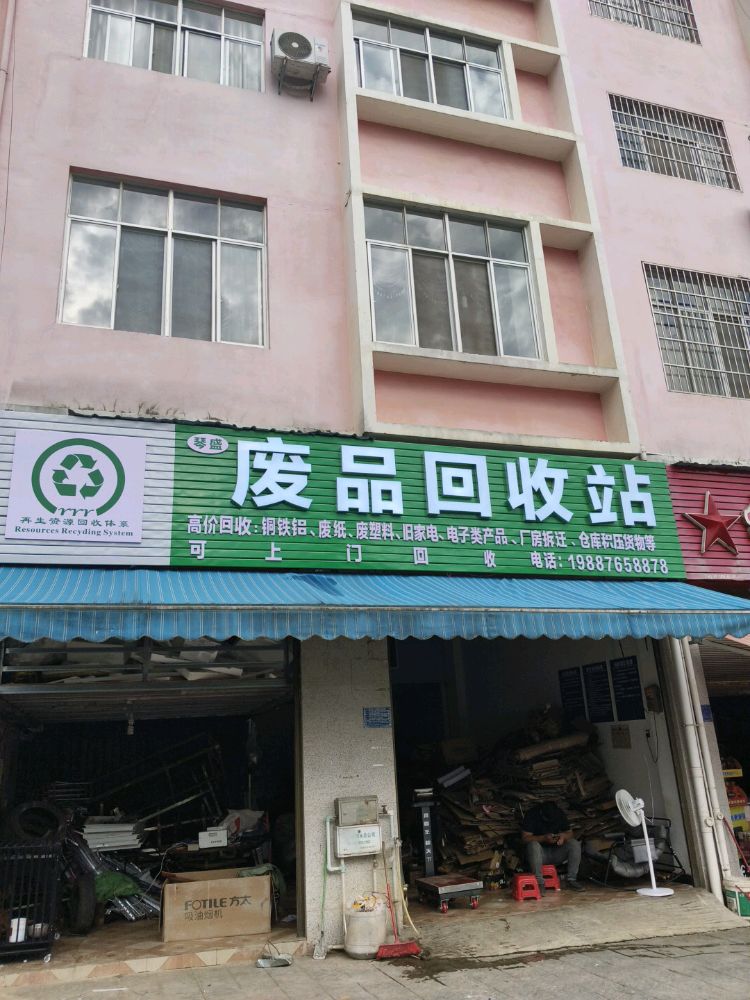 琴盛
废品回收站
高价回收：铜铁铝、废纸、废塑料、旧家电、电子类产品、厂房拆迁、仓库积压货物等
可上门回收 电话：19887658878
rrr
再生资源回收体系
Resources Recyding System
FOTILE方太
吸油烟机